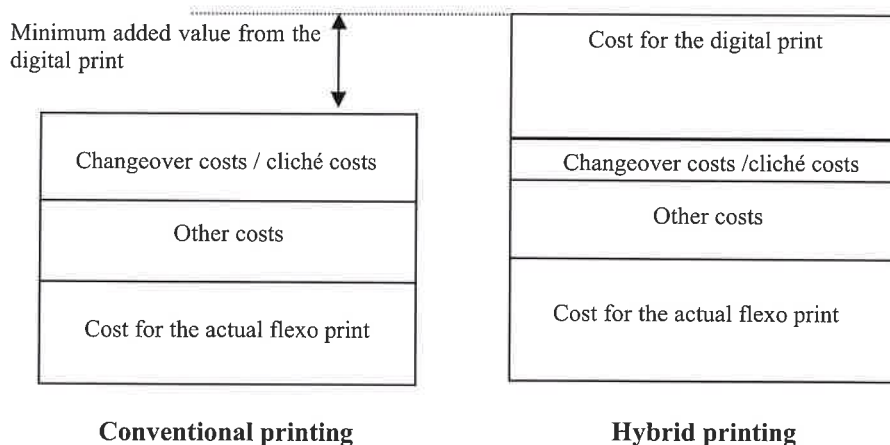 Minimum added value from the
digital print
Changeover costs / cliché costs
Other costs
Cost for the actual flexo print
Conventional printing
Cost for the digital print
Changeover costs /cliché costs
Other costs
Cost for the actual flexo print
Hybrid printing